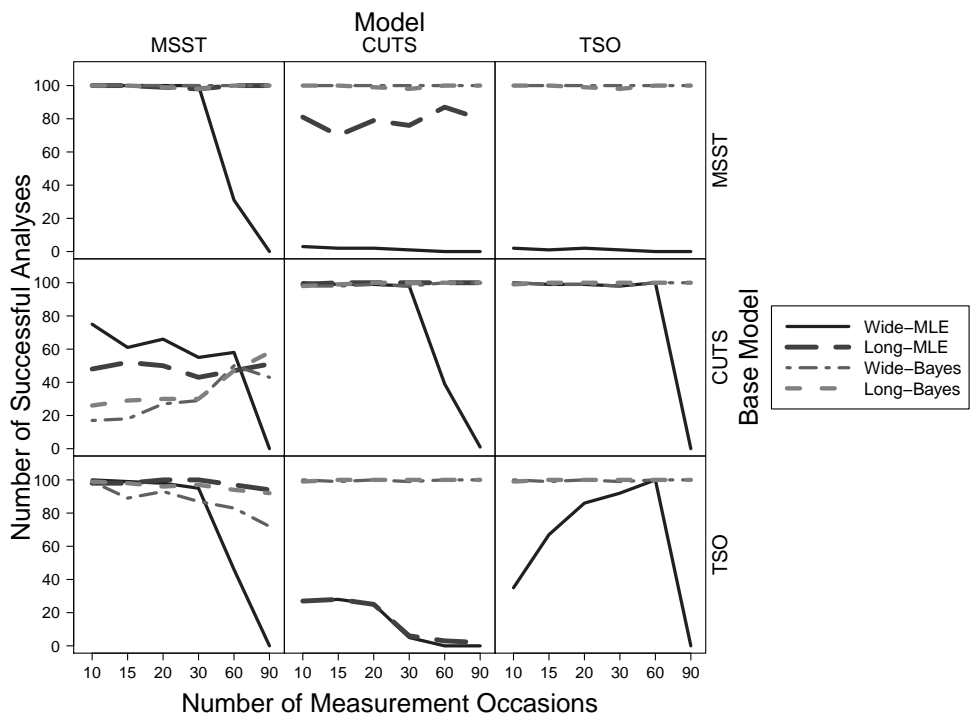 Model
MSST CUTS TSO
Number of Successful Analyses
100
80
60
40
20
0
MSST
100
80
60
40
20
0
CUTS
100
80
60
40
20
0
TSO
Base Model
10 15 20 30 60 90 10 15 20 30 60 90 10 15 20 30 60 90
Number of Measurement Occasions
Wide−MLE
Long−MLE
Wide−Bayes
Long−Bayes